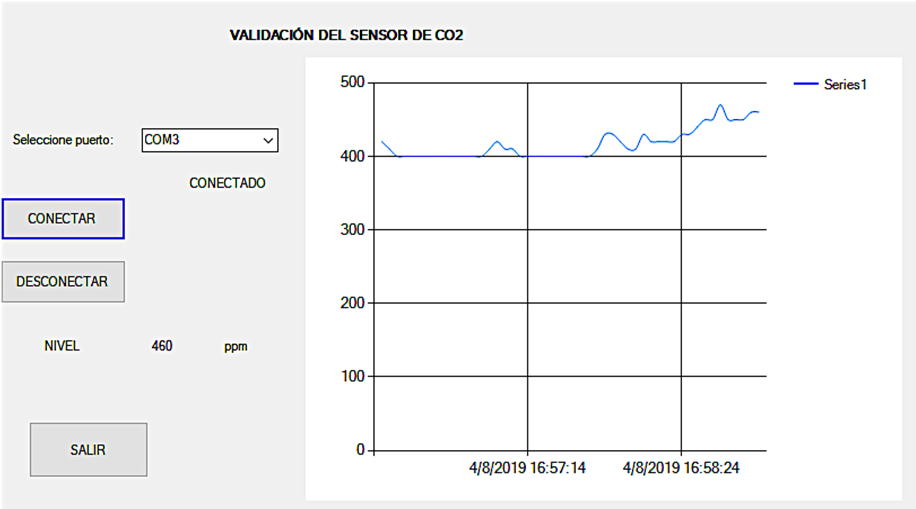 VALIDACIÓN DEL SENSOR DE CO2
Seleccione puerto:
COM3
CONECTADO
CONECTAR
DESCONECTAR
NIVEL 460 ppm
SALIR
500
400
300
200
100
0
4/8/2019 16:57:14
4/8/2019 16:58:24
Series1